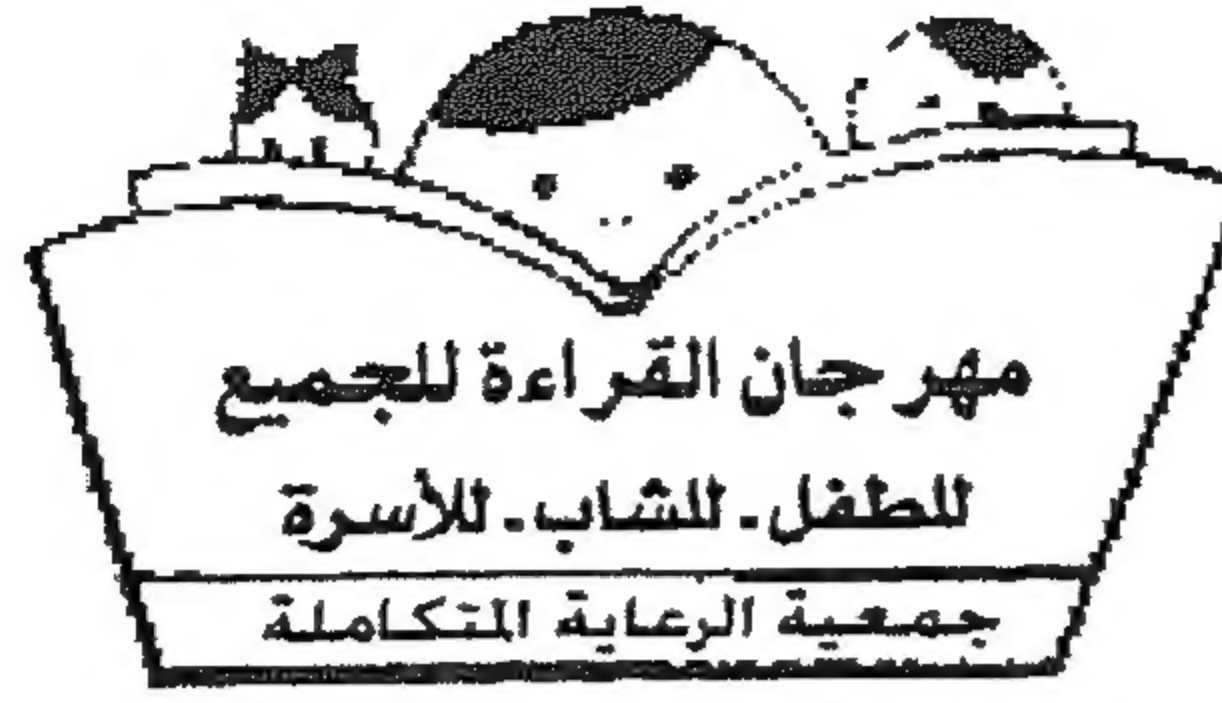 مهرجان القراءة للجميع
للطفل . للشاب . للأسرة
جمعية الرعاية المتكاملة